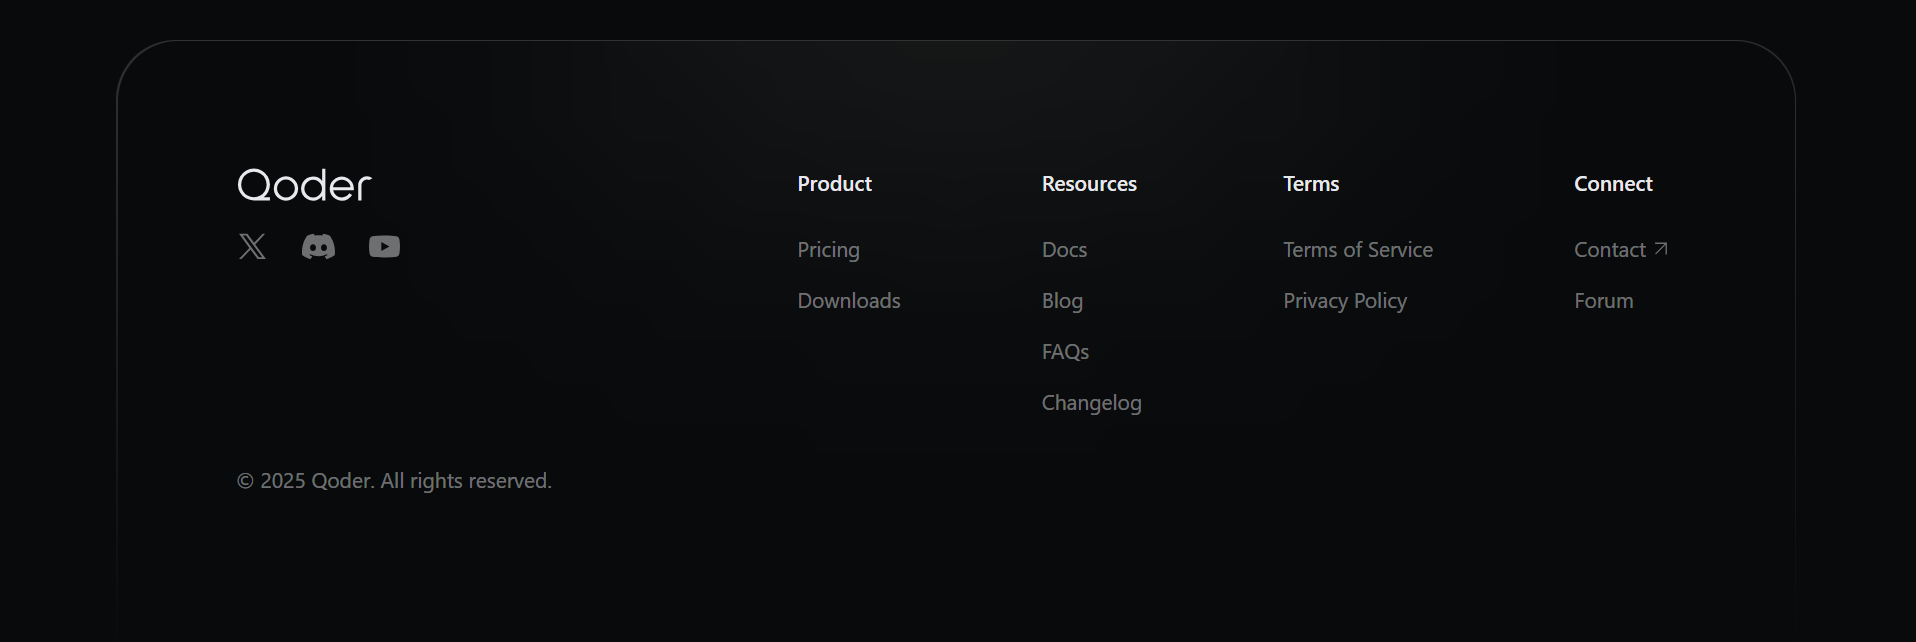 Qoder
Product
Pricing
Downloads
Resources
Docs
Blog
FAQs
Changelog
Terms
Terms of Service
Privacy Policy
Connect
Contact
Forum
© 2025 Qoder. All rights reserved.